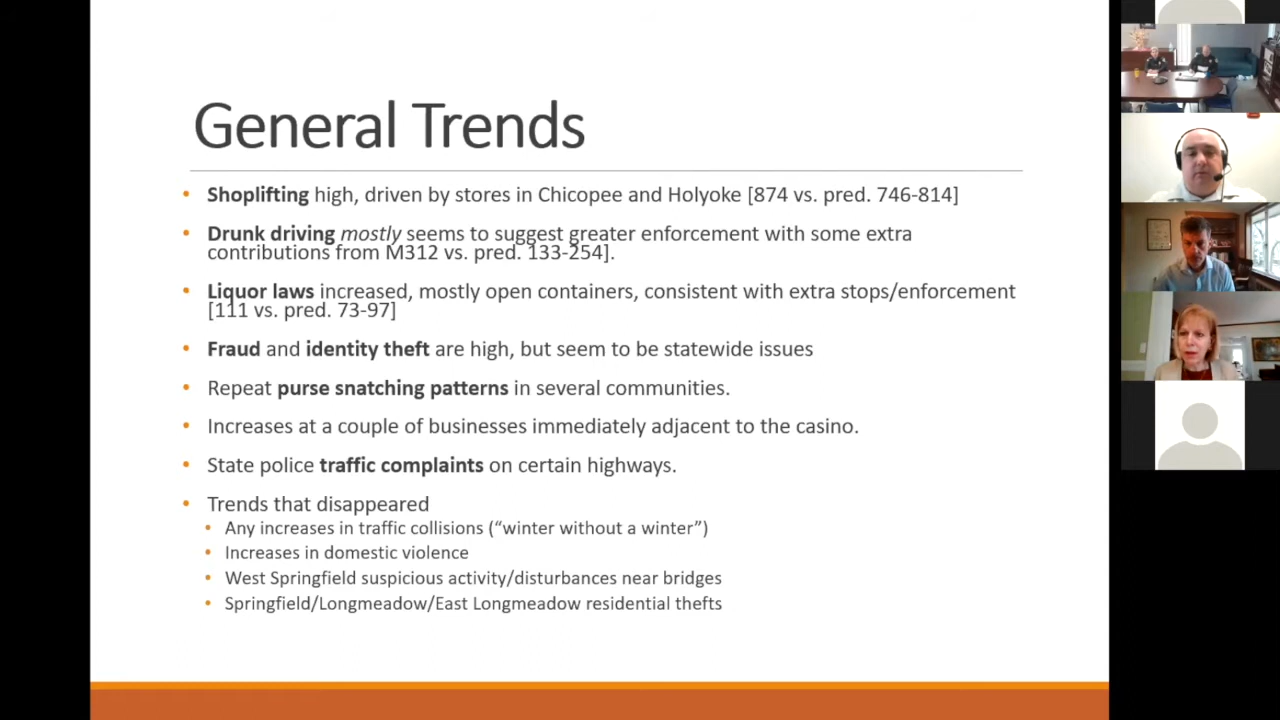 General Trends
• Shoplifting high, driven by stores in Chicopee and Holyoke [874 vs. pred. 746-814]
• Drunk driving mostly seems to suggest greater enforcement with some extra
contributions from M312 vs. pred. 133-254].
• Liquor laws increased, mostly open containers, consistent with extra stops/enforcement
[111 vs. pred. 73-97]
• Fraud and identity theft are high, but seem to be statewide issues
• Repeat purse snatching patterns in several communities.
• Increases at a couple of businesses immediately adjacent to the casino.
• State police traffic complaints on certain highways.
• Trends that disappeared
• Any increases in traffic collisions (“winter without a winter”)
• Increases in domestic violence
• West Springfield suspicious activity/disturbances near bridges
• Springfield/Longmeadow/East Longmeadow residential thefts